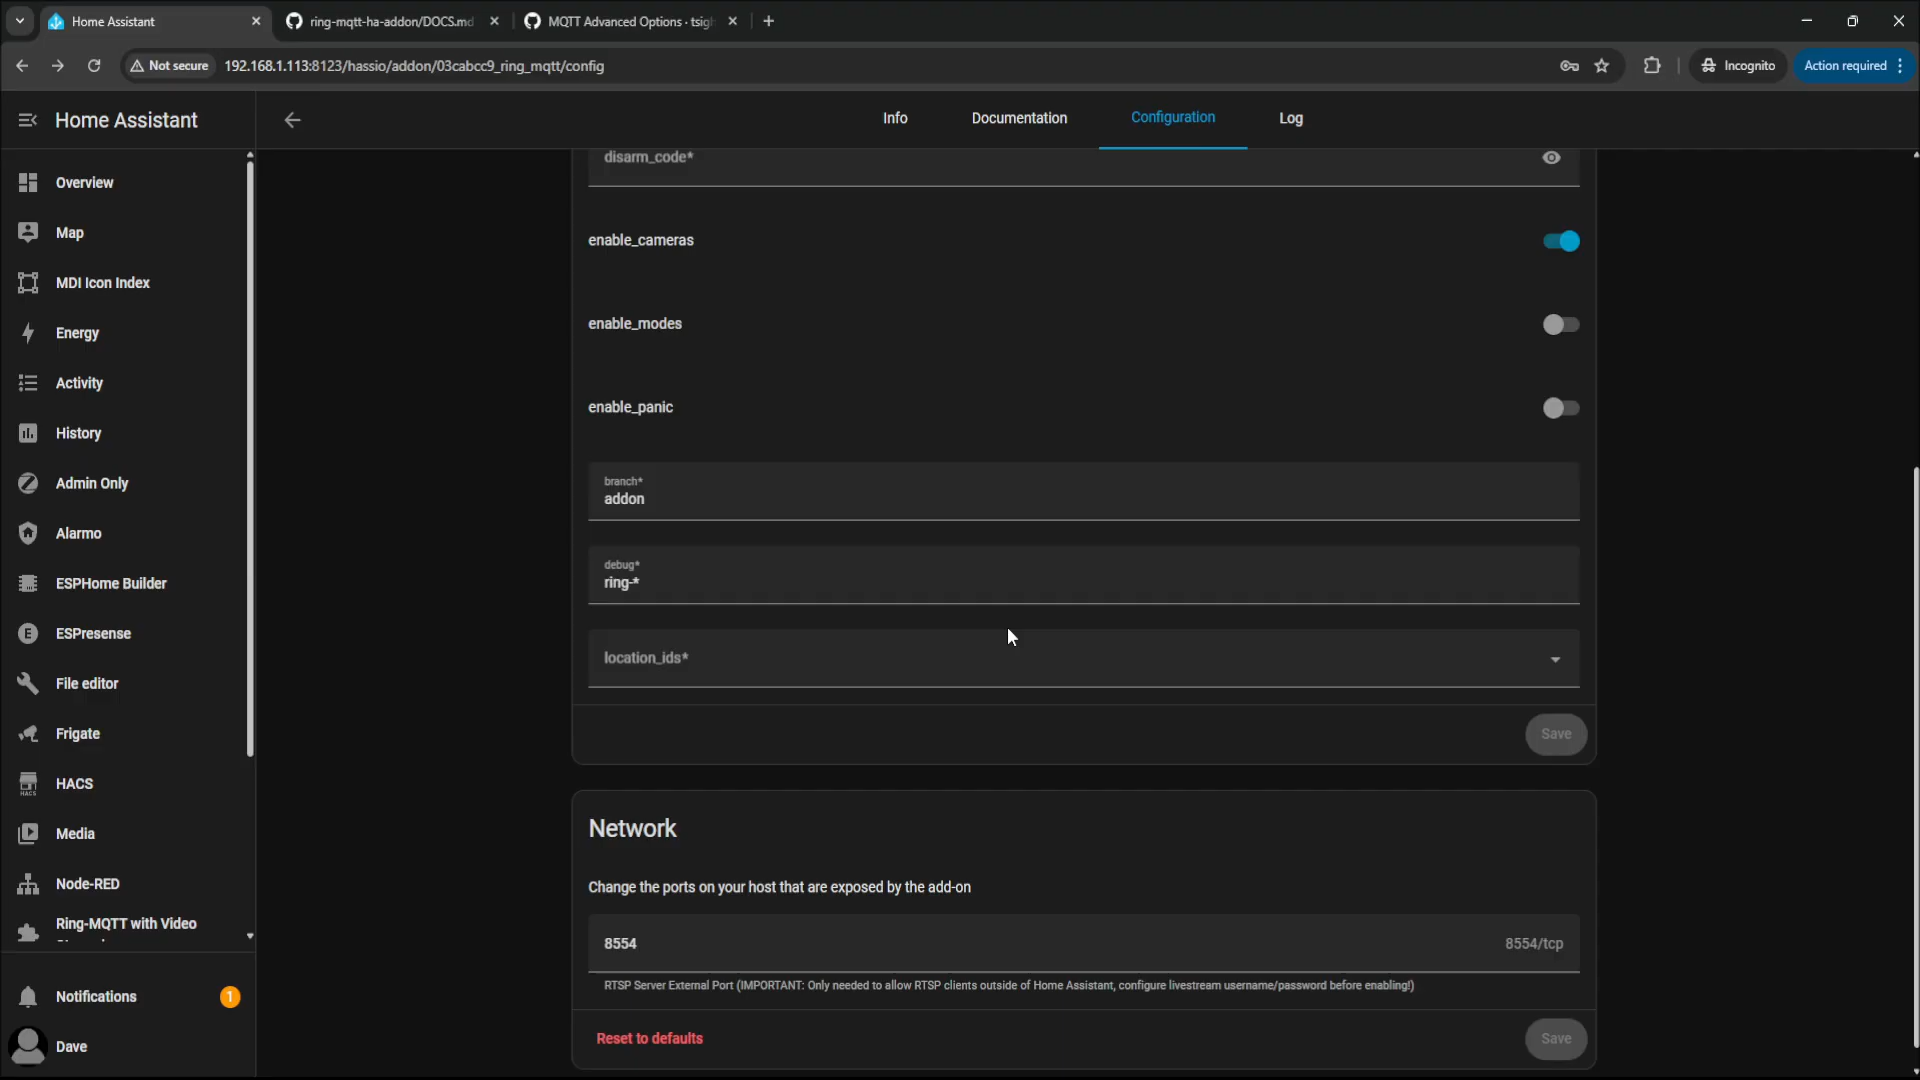 Home Assistant
ring-mqtt-ha-addon/DOCS.md
MQTT Advanced Options · tsigh
Not secure
192.168.1.113:8123/hassio/addon/03cabcc9_ring_mqtt/config
Incognito
Action required
Home Assistant
Info
Documentation
Configuration
Log
Overview
Map
MDI Icon Index
Energy
Activity
History
Admin Only
Alarmo
ESPHome Builder
ESPresense
File editor
Frigate
HACS
HACS
Media
Node-RED
Ring-MQTT with Video
Notifications
1
Dave
disarm_code*
enable_cameras
enable_modes
enable_panic
branch*
addon
debug*
ring-*
location_ids*
Save
Network
Change the ports on your host that are exposed by the add-on
8554
8554/tcp
RTSP Server External Port (IMPORTANT: Only needed to allow RTSP clients outside of Home Assistant, configure livestream username/password before enabling!)
Reset to defaults
Save